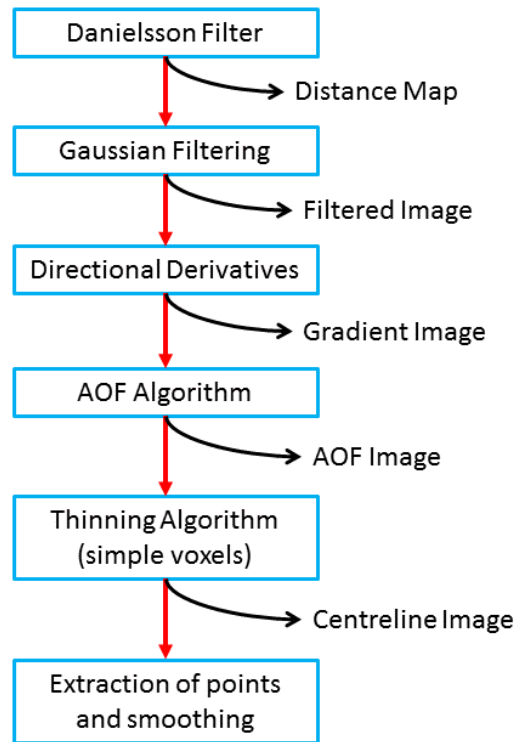 Danielsson Filter
Distance Map
Gaussian Filtering
Filtered Image
Directional Derivatives
Gradient Image
AOF Algorithm
AOF Image
Thinning Algorithm
(simple voxels)
Centreline Image
Extraction of points
and smoothing